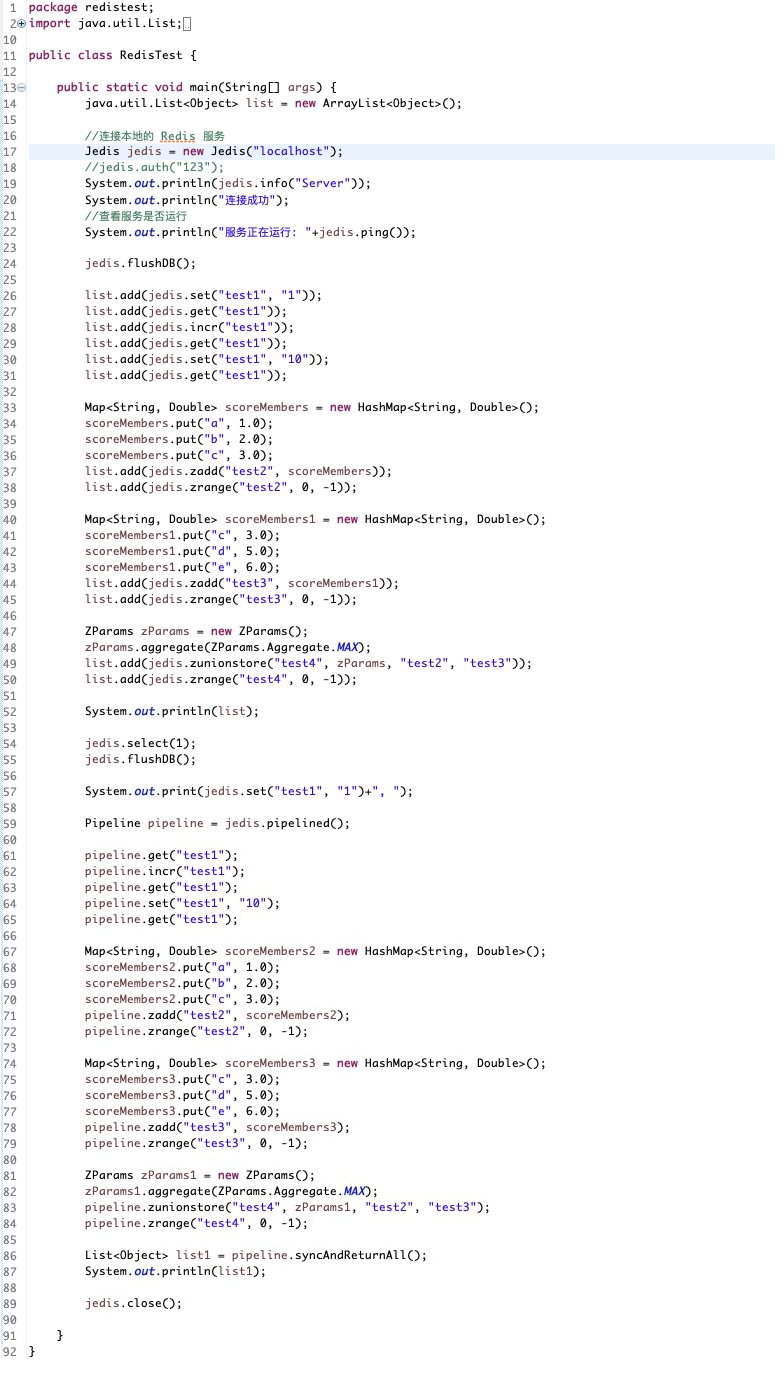 1 package redistest;
2 import java.util.List;
10
11 public class RedisTest {
12
13     public static void main(String[] args) {
14         java.util.List<Object> list = new ArrayList<Object>();
15
16         //连接本地的 Redis 服务
17         Jedis jedis = new Jedis("localhost");
18         //jedis.auth("123");
19         System.out.println(jedis.info("Server"));
20         System.out.println("连接成功");
21         //查看服务是否运行
22         System.out.println("服务正在运行: "+jedis.ping());
23
24         jedis.flushDB();
25
26         list.add(jedis.set("test1", "1"));
27         list.add(jedis.get("test1"));
28         list.add(jedis.incr("test1"));
29         list.add(jedis.get("test1"));
30         list.add(jedis.set("test1", "10"));
31         list.add(jedis.get("test1"));
32
33         Map<String, Double> scoreMembers = new HashMap<String, Double>();
34         scoreMembers.put("a", 1.0);
35         scoreMembers.put("b", 2.0);
36         scoreMembers.put("c", 3.0);
37         list.add(jedis.zadd("test2", scoreMembers));
38         list.add(jedis.zrange("test2", 0, -1));
39
40         Map<String, Double> scoreMembers1 = new HashMap<String, Double>();
41         scoreMembers1.put("c", 3.0);
42         scoreMembers1.put("d", 5.0);
43         scoreMembers1.put("e", 6.0);
44         list.add(jedis.zadd("test3", scoreMembers1));
45         list.add(jedis.zrange("test3", 0, -1));
46
47         ZParams zParams = new ZParams();
48         zParams.aggregate(ZParams.Aggregate.MAX);
49         list.add(jedis.zunionstore("test4", zParams, "test2", "test3"));
50         list.add(jedis.zrange("test4", 0, -1));
51
52         System.out.println(list);
53
54         jedis.select(1);
55         jedis.flushDB();
56
57         System.out.print(jedis.set("test1", "1")+", ");
58
59         Pipeline pipeline = jedis.pipelined();
60
61         pipeline.get("test1");
62         pipeline.incr("test1");
63         pipeline.get("test1");
64         pipeline.set("test1", "10");
65         pipeline.get("test1");
66
67         Map<String, Double> scoreMembers2 = new HashMap<String, Double>();
68         scoreMembers2.put("a", 1.0);
69         scoreMembers2.put("b", 2.0);
70         scoreMembers2.put("c", 3.0);
71         pipeline.zadd("test2", scoreMembers2);
72         pipeline.zrange("test2", 0, -1);
73
74         Map<String, Double> scoreMembers3 = new HashMap<String, Double>();
75         scoreMembers3.put("c", 3.0);
76         scoreMembers3.put("d", 5.0);
77         scoreMembers3.put("e", 6.0);
78         pipeline.zadd("test3", scoreMembers3);
79         pipeline.zrange("test3", 0, -1);
80
81         ZParams zParams1 = new ZParams();
82         zParams1.aggregate(ZParams.Aggregate.MAX);
83         pipeline.zunionstore("test4", zParams1, "test2", "test3");
84         pipeline.zrange("test4", 0, -1);
85
86         List<Object> list1 = pipeline.syncAndReturnAll();
87         System.out.println(list1);
88
89         jedis.close();
90
91     }
92 }